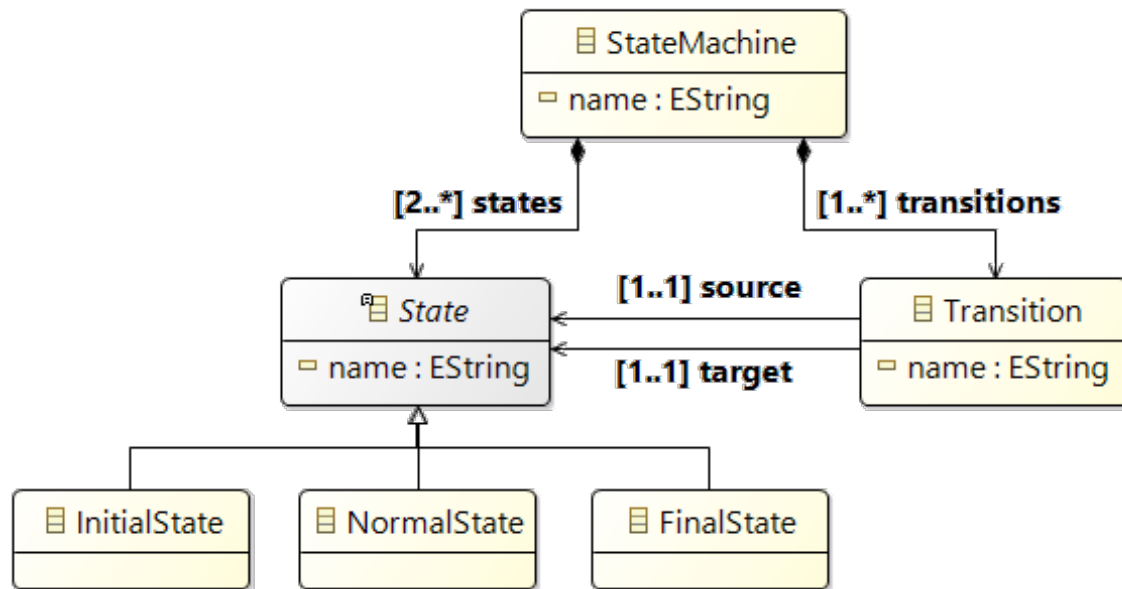 StateMachine
name : EString
[2..*] states
[1..*] transitions
State
name : EString
[1..1] source
[1..1] target
Transition
name : EString
InitialState
NormalState
FinalState